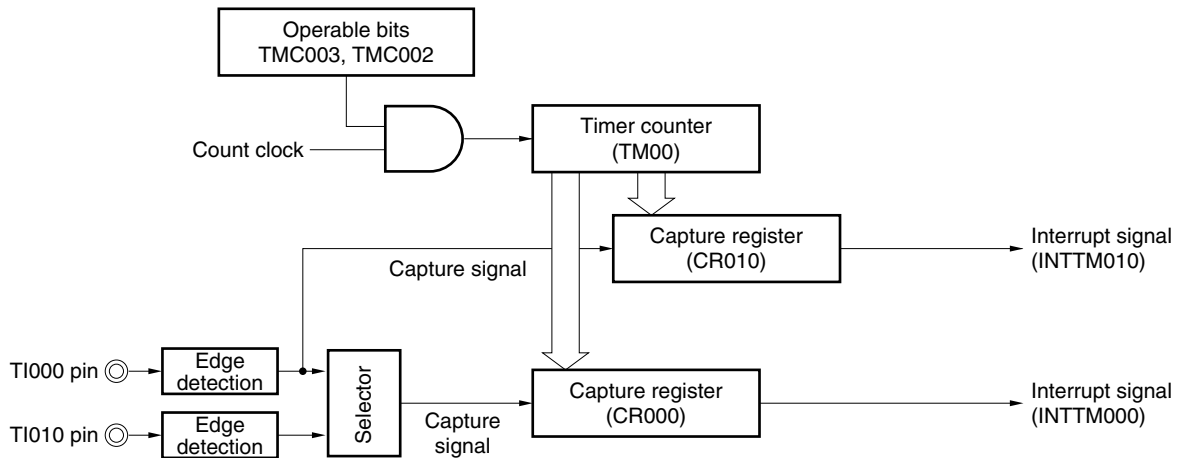 Operable bits
TMC003, TMC002
Count clock
Timer counter
(TM00)
Capture register
(CR010)
Interrupt signal
(INTTM010)
Capture signal
TI000 pin
Edge
detection
Selector
Capture register
(CR000)
Interrupt signal
(INTTM000)
TI010 pin
Edge
detection
Capture
signal